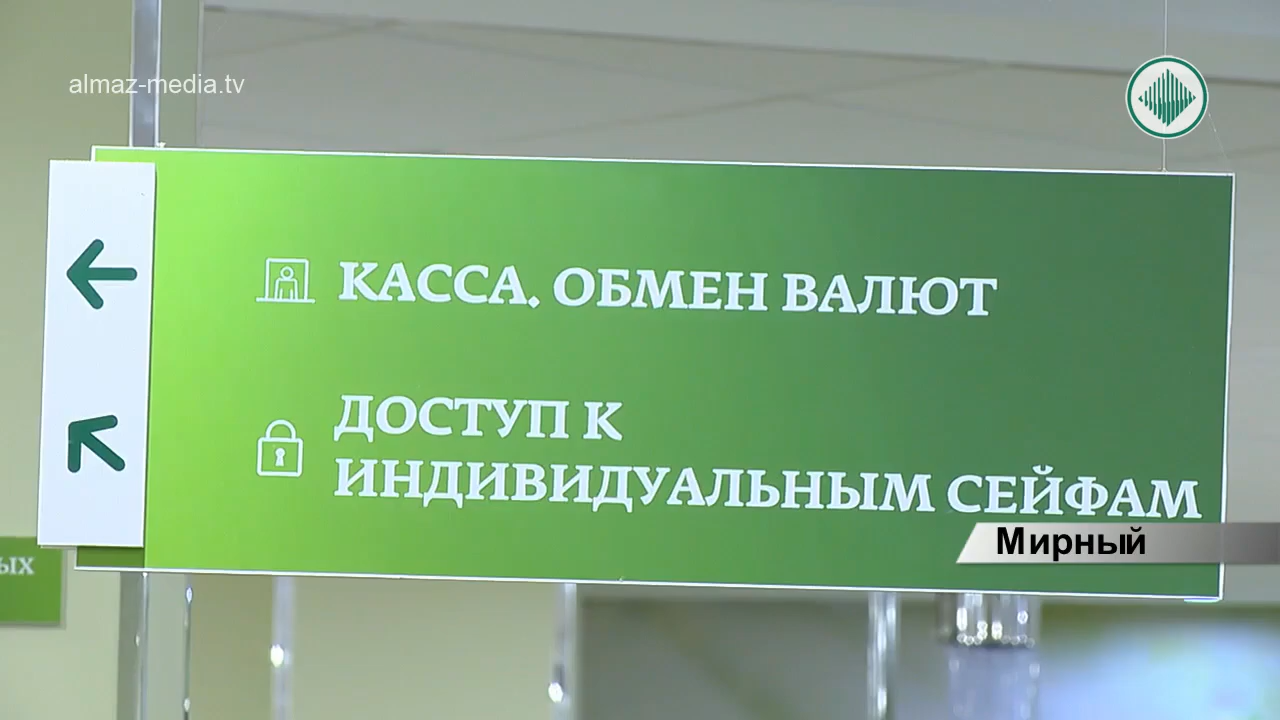 almaz-media.tv
КАССА. ОБМЕН ВАЛЮТ
ДОСТУП К
ИНДИВИДУАЛЬНЫМ СЕЙФАМ
Мирный